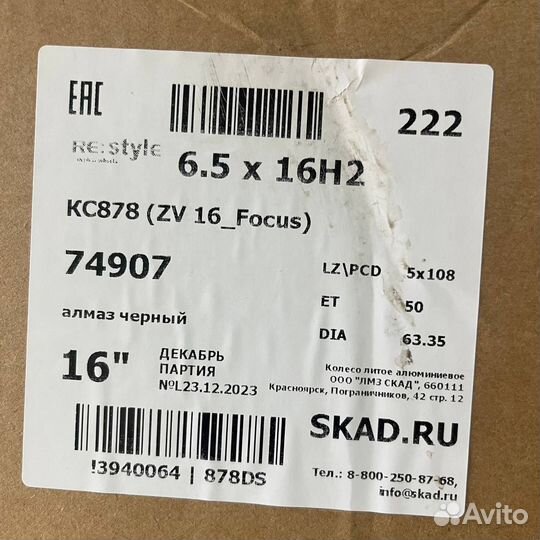 EAC
222
RE:style
6.5 x 16H2
КС878 (ZV 16_Focus)
74907
LZ\PCD 5x108
ET 50
DIA 63.35
алмаз черный
16"
ДЕКАБРЬ
ПАРТИЯ
№L23.12.2023
Колесо литое алюминиевое
ООО "ЛМЗ СКАД", 660111
Красноярск, Пограничников, 42 стр. 12
SKAD.RU
!3940064 | 878DS
Тел.: 8-800-250-87-68,
info@skad.ru
Avito